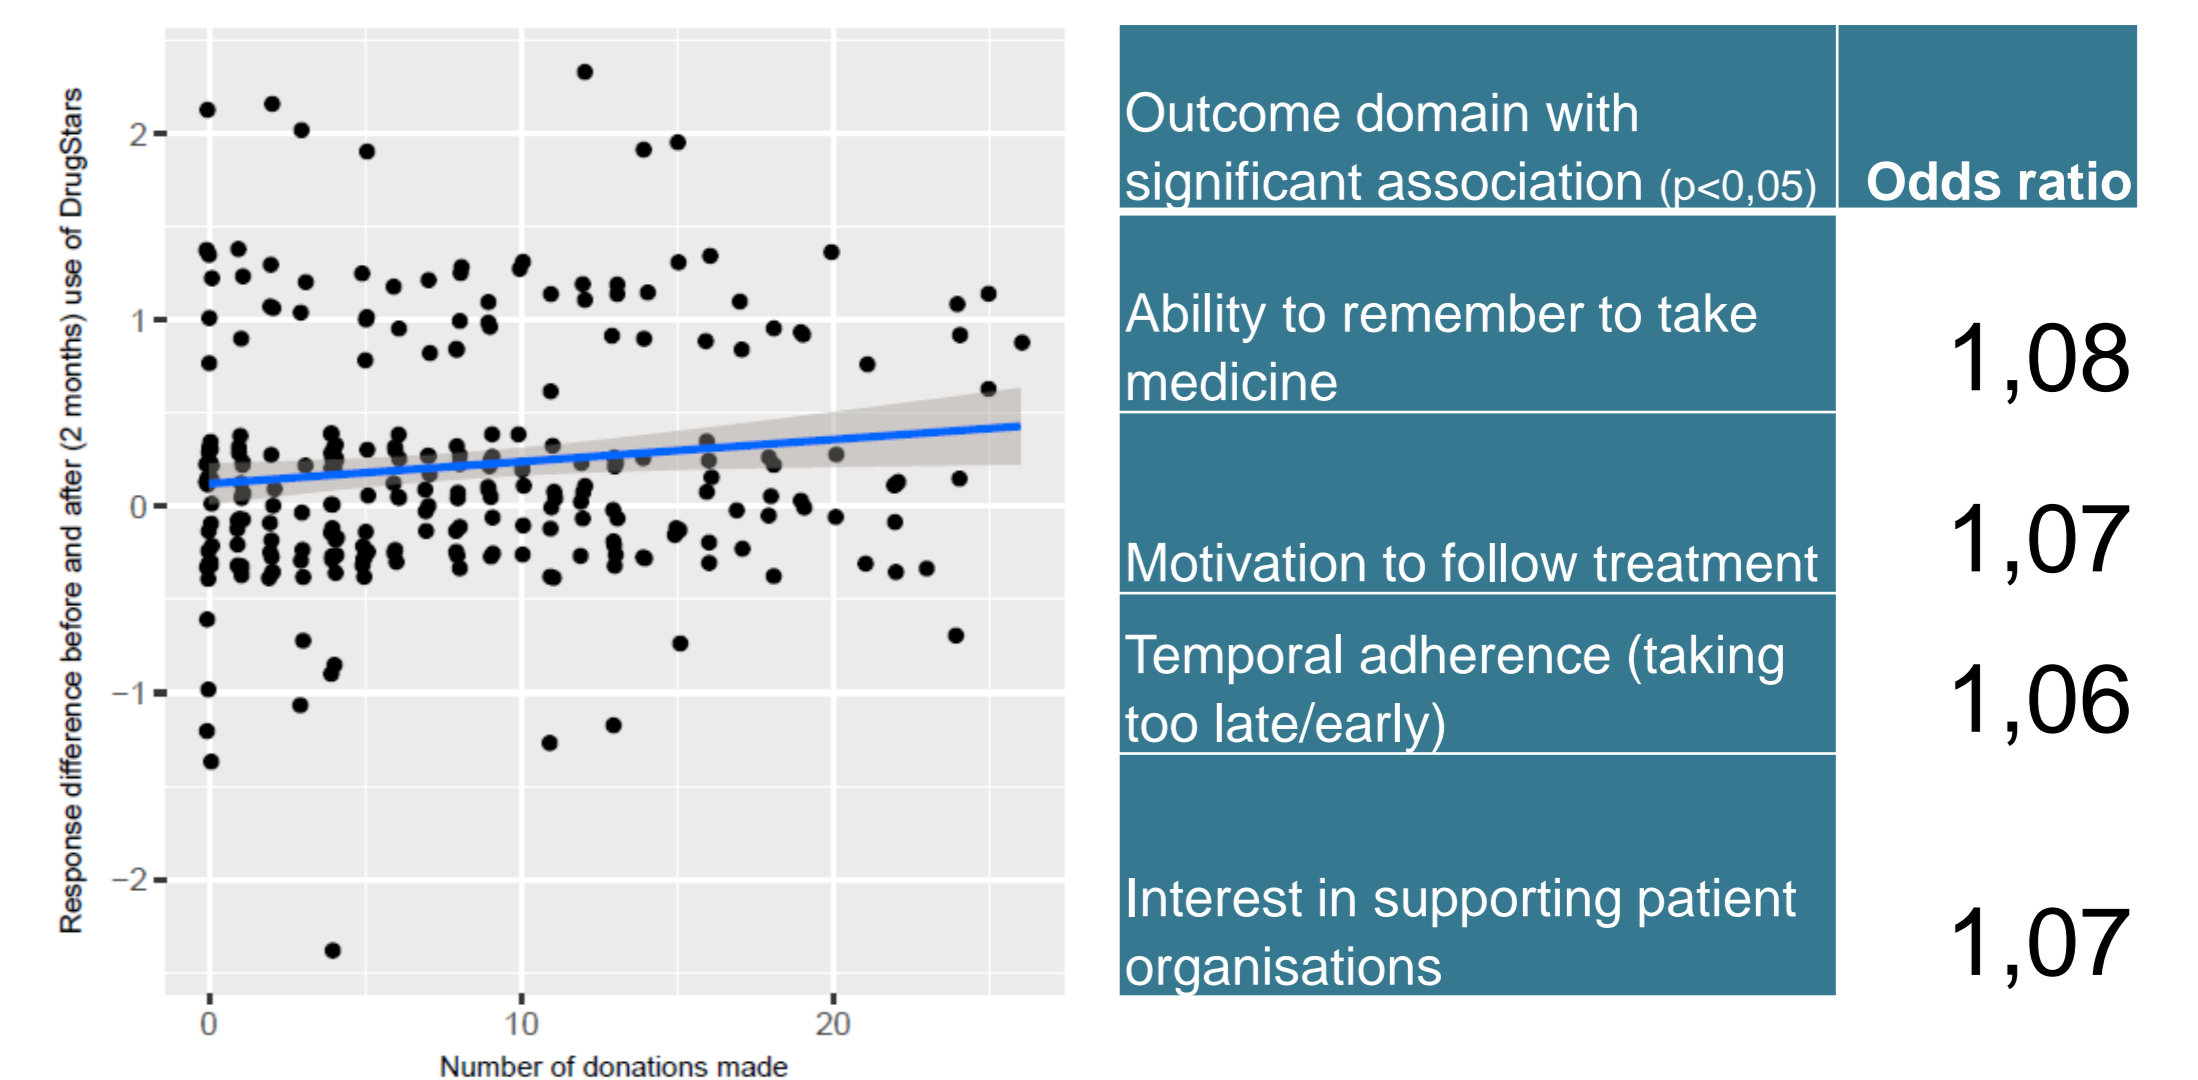 Response difference before and after (2 months) use of DrugStars
2
1
0
−1
−2
0
10
20
Number of donations made
Outcome domain with
significant association (p<0,05)
Odds ratio
Ability to remember to take
medicine
1,08
Motivation to follow treatment
1,07
Temporal adherence (taking
too late/early)
1,06
Interest in supporting patient
organisations
1,07